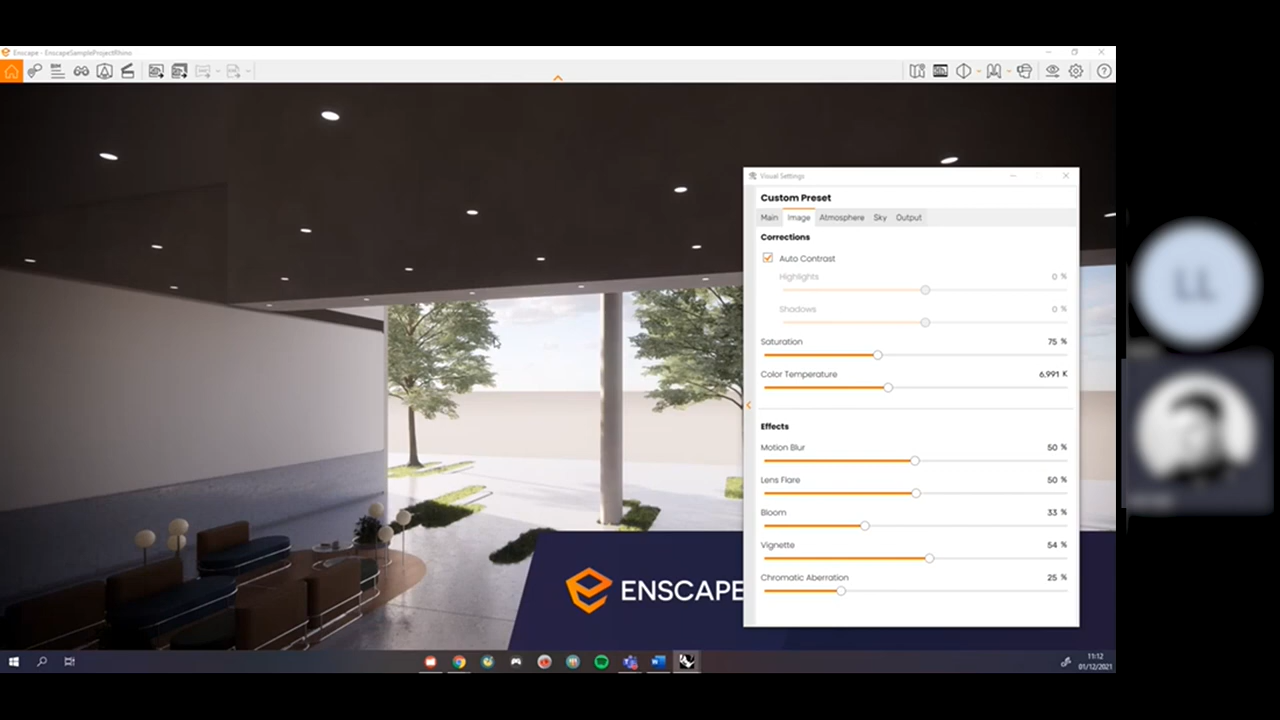 Enscape - EnscapeSampleProjectRhino
Visual Settings
Custom Preset
Main Image Atmosphere Sky Output
Corrections
Auto Contrast
Highlights 0 %
Shadows 0 %
Saturation 75 %
Color Temperature 6,991 K
Effects
Motion Blur 50 %
Lens Flare 50 %
Bloom 33 %
Vignette 54 %
Chromatic Aberration 25 %
ENSCAPE
11:12
01/12/2021